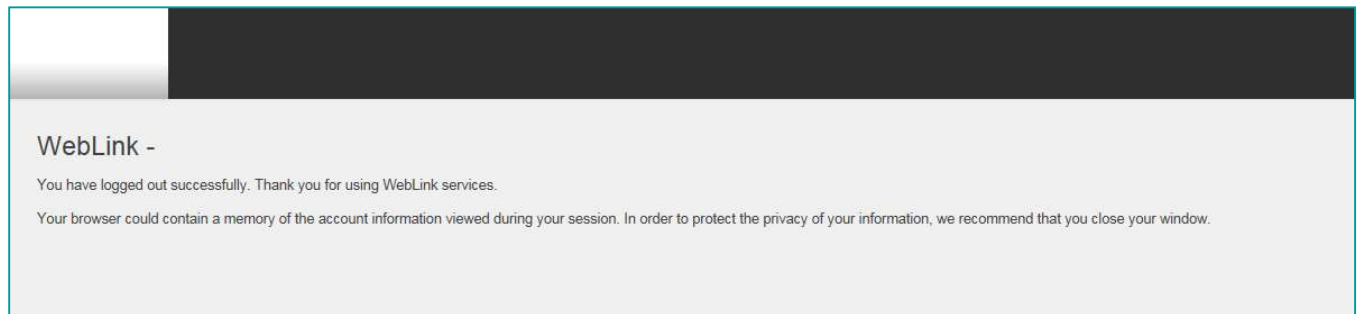 WebLink -
You have logged out successfully. Thank you for using WebLink services.
Your browser could contain a memory of the account information viewed during your session. In order to protect the privacy of your information, we recommend that you close your window.